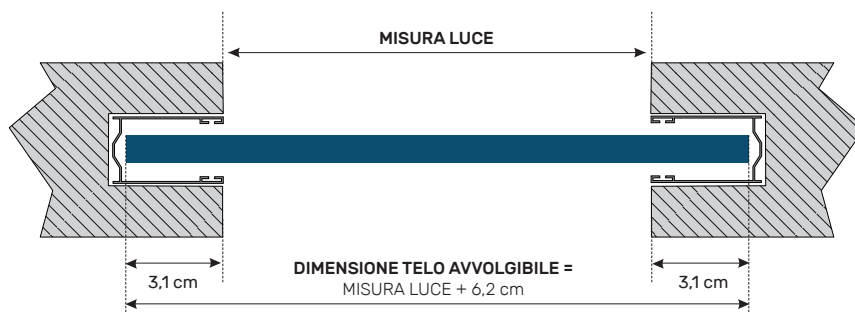 MISURA LUCE
3,1 cm
DIMENSIONE TELO AVVOLGIBILE =
MISURA LUCE + 6,2 cm
3,1 cm